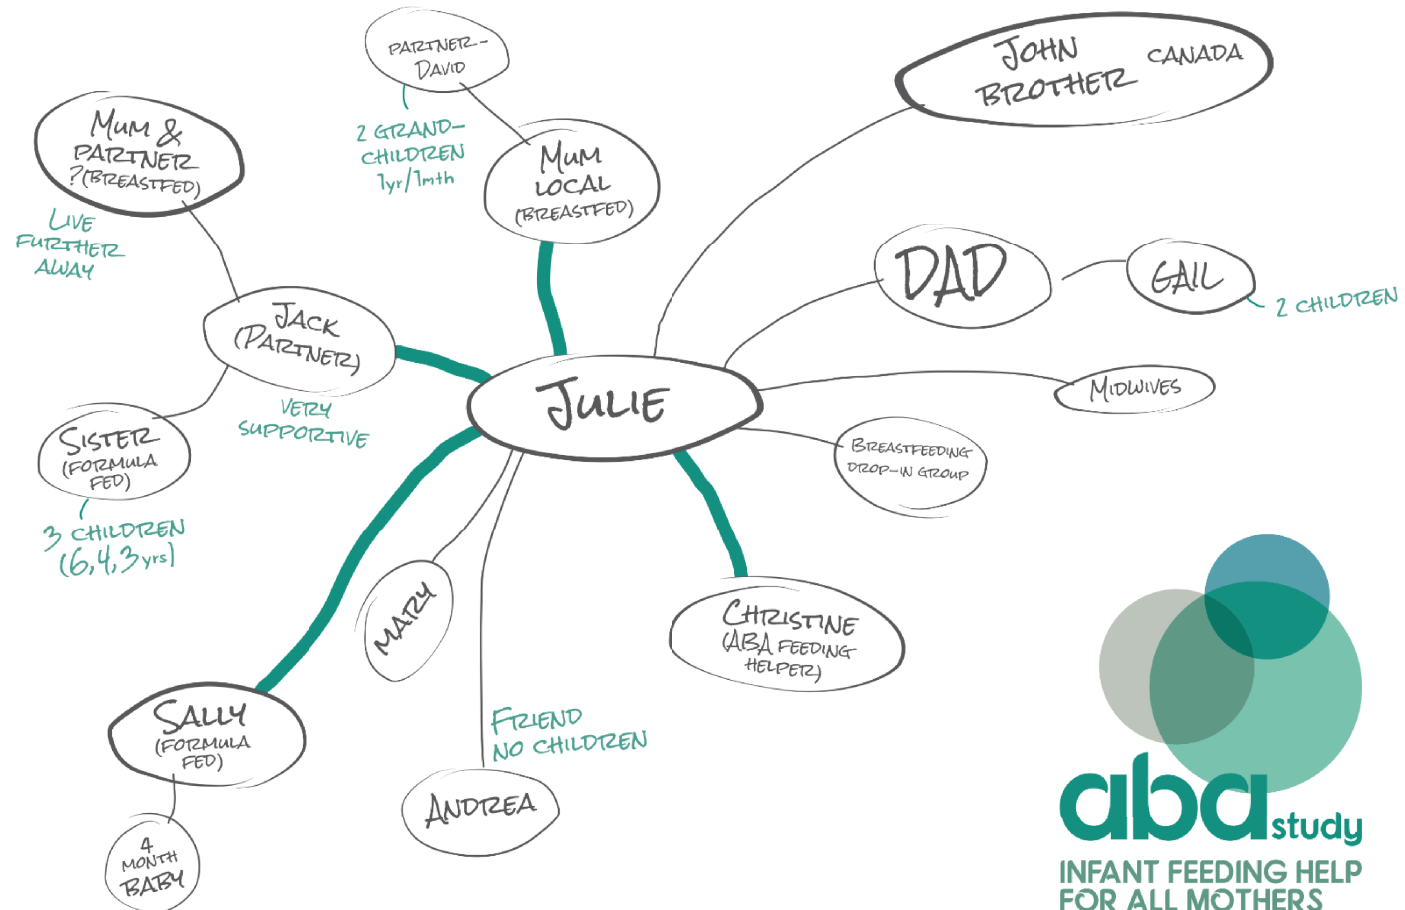 PARTNER-
DAVID
2 GRAND-
CHILDREN
1yr/1mth
JOHN
BROTHER
CANADA
MUM &
PARTNER
?(BREASTFED)
LIVE
FURTHER
AWAY
MUM
LOCAL
(BREASTFED)
DAD
GAIL
2 CHILDREN
JACK
(PARTNER)
VERY
SUPPORTIVE
JULIE
MIDWIVES
SISTER
(FORMULA
FED)
3 CHILDREN
(6,4,3yrs)
BREASTFEEDING
DROP-IN GROUP
MARY
CHRISTINE
(ABA FEEDING
HELPER)
SALLY
(FORMULA
FED)
FRIEND
NO CHILDREN
ANDREA
4
MONTH
BABY
aba study
INFANT FEEDING HELP
FOR ALL MOTHERS